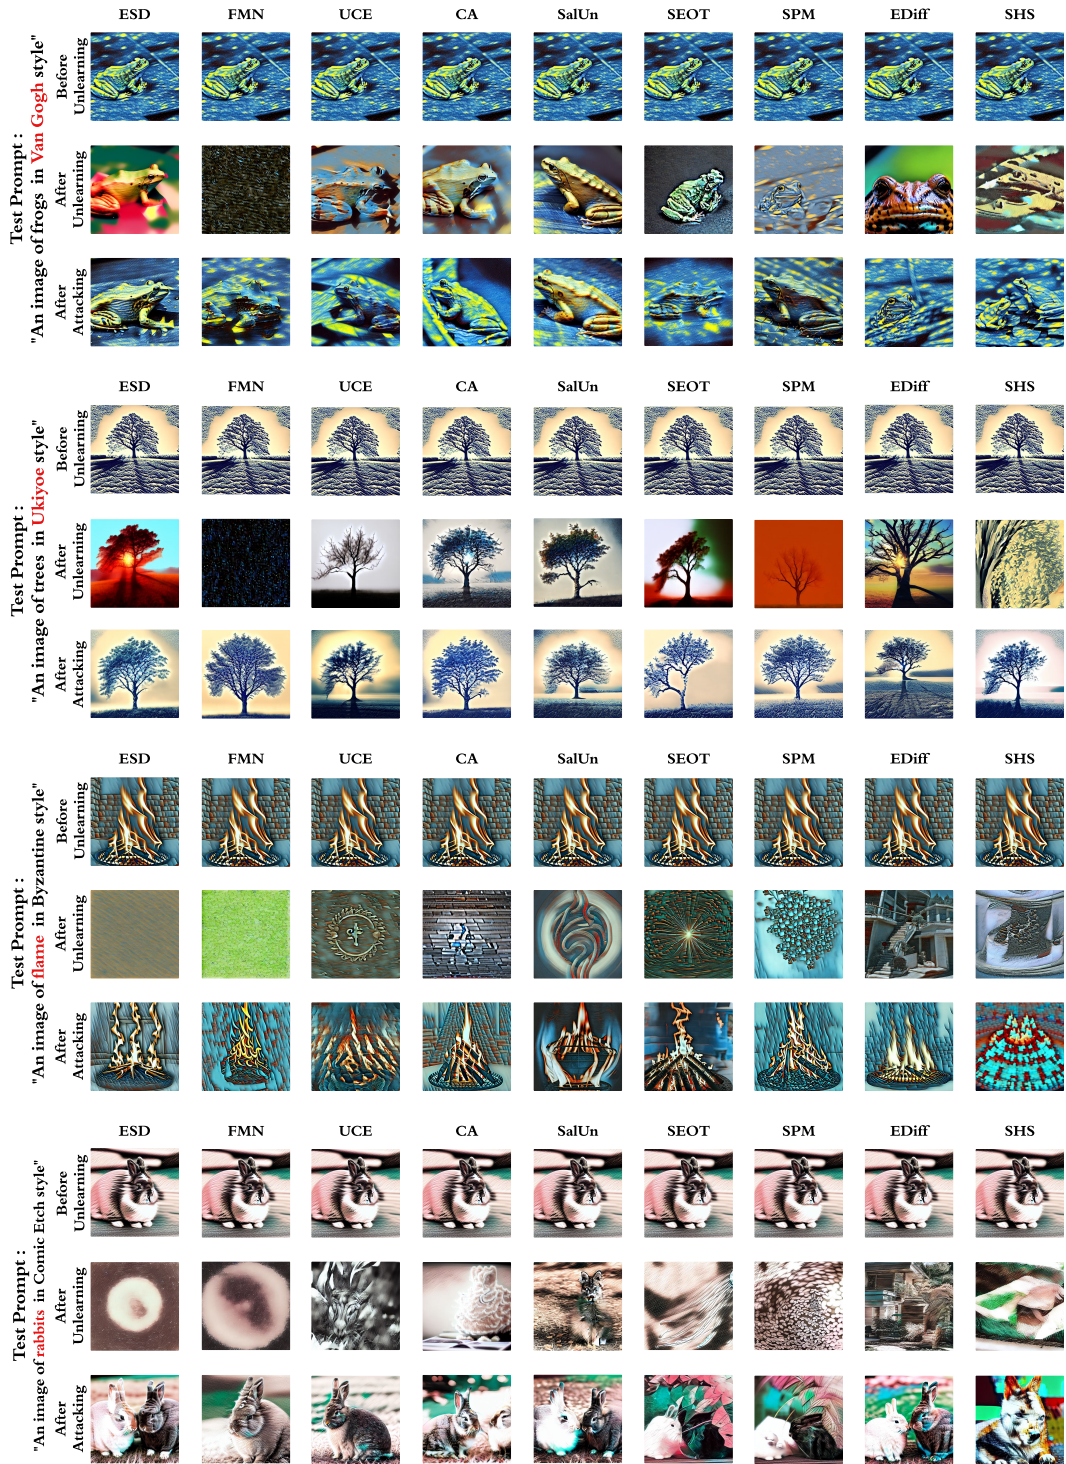 ESD FMN UCE CA SalUn SEOT SPM EDiff SHS
Test Prompt :
"An image of frogs in Van Gogh style"
Before
Unlearning
After
Unlearning
After
Attacking
ESD FMN UCE CA SalUn SEOT SPM EDiff SHS
Test Prompt :
"An image of trees in Ukiyoe style"
Before
Unlearning
After
Unlearning
After
Attacking
ESD FMN UCE CA SalUn SEOT SPM EDiff SHS
Test Prompt :
"An image of flame in Byzantine style"
Before
Unlearning
After
Unlearning
After
Attacking
ESD FMN UCE CA SalUn SEOT SPM EDiff SHS
Test Prompt :
"An image of rabbits in Comic Etch style"
Before
Unlearning
After
Unlearning
After
Attacking